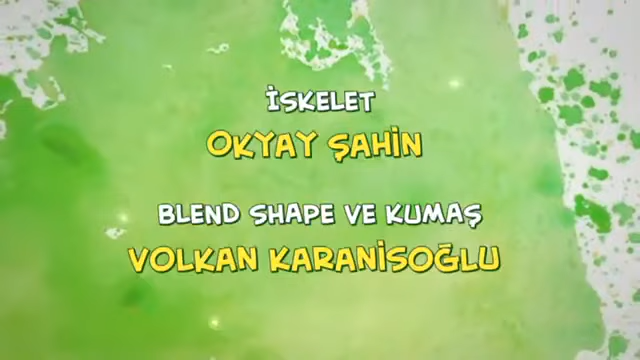 İSKELET
OKYAY ŞAHİN
BLEND SHAPE VE KUMAŞ
VOLKAN KARANİSOĞLU